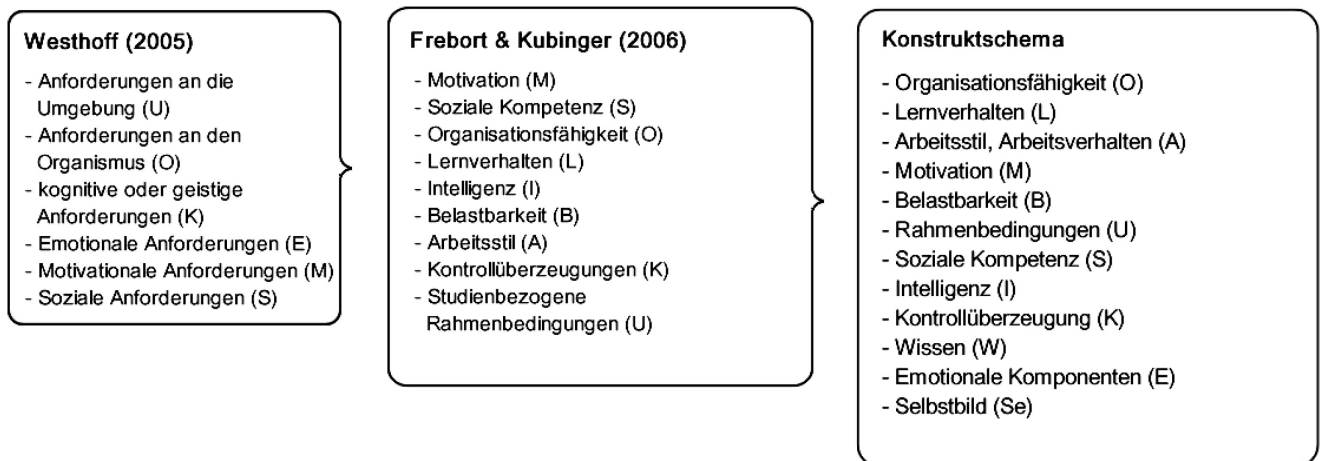 Westhoff (2005)
- Anforderungen an die
Umgebung (U)
- Anforderungen an den
Organismus (O)
- kognitive oder geistige
Anforderungen (K)
- Emotionale Anforderungen (E)
- Motivationale Anforderungen (M)
- Soziale Anforderungen (S)
Frebort & Kubinger (2006)
- Motivation (M)
- Soziale Kompetenz (S)
- Organisationsfähigkeit (O)
- Lernverhalten (L)
- Intelligenz (I)
- Belastbarkeit (B)
- Arbeitsstil (A)
- Kontrollüberzeugungen (K)
- Studienbezogene
Rahmenbedingungen (U)
Konstruktschema
- Organisationsfähigkeit (O)
- Lernverhalten (L)
- Arbeitsstil, Arbeitsverhalten (A)
- Motivation (M)
- Belastbarkeit (B)
- Rahmenbedingungen (U)
- Soziale Kompetenz (S)
- Intelligenz (I)
- Kontrollüberzeugung (K)
- Wissen (W)
- Emotionale Komponenten (E)
- Selbstbild (Se)